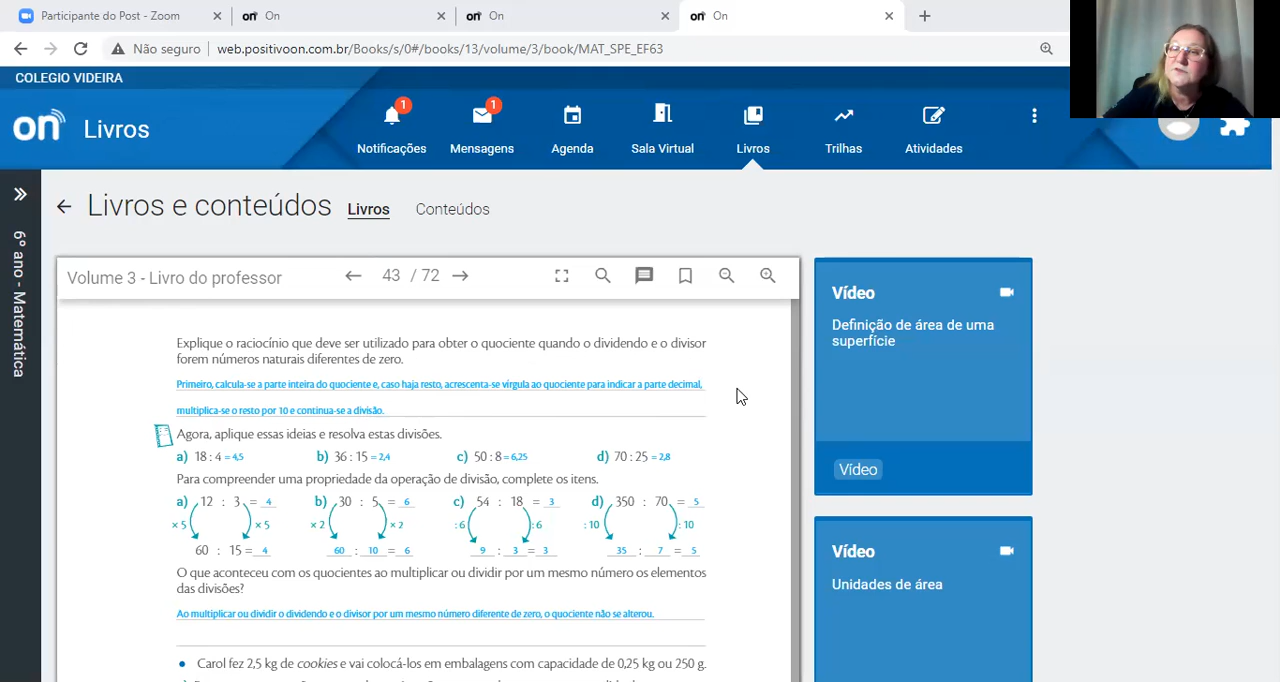 Participante do Post - Zoom
on On
on On
on On
Não seguro web.positivoon.com.br/Books/s/0#/books/13/volume/3/book/MAT_SPE_EF63
COLEGIO VIDEIRA
on Livros
1 1
Notificações Mensagens Agenda Sala Virtual Livros Trilhas Atividades
6º ano - Matemática
Livros e conteúdos Livros Conteúdos
Volume 3 - Livro do professor 43 / 72
Explique o raciocínio que deve ser utilizado para obter o quociente quando o dividendo e o divisor
forem números naturais diferentes de zero.
Primeiro, calcula-se a parte inteira do quociente e, caso haja resto, acrescenta-se vírgula ao quociente para indicar a parte decimal,
multiplica-se o resto por 10 e continua-se a divisão.
Agora, aplique essas ideias e resolva estas divisões.
a) 18 : 4 = 4,5 b) 36 : 15 = 2,4 c) 50 : 8 = 6,25 d) 70 : 25 = 2,8
Para compreender uma propriedade da operação de divisão, complete os itens.
a) 12 : 3 = 4 b) 30 : 5 = 6 c) 54 : 18 = 3 d) 350 : 70 = 5
× 5 × 5 × 2 × 2 : 6 : 6 : 10 : 10
60 : 15 = 4 60 : 10 = 6 9 : 3 = 3 35 : 7 = 5
O que aconteceu com os quocientes ao multiplicar ou dividir por um mesmo número os elementos
das divisões?
Ao multiplicar ou dividir o dividendo e o divisor por um mesmo número diferente de zero, o quociente não se alterou.
• Carol fez 2,5 kg de cookies e vai colocá-los em embalagens com capacidade de 0,25 kg ou 250 g.
Vídeo
Definição de área de uma
superfície
Vídeo
Vídeo
Unidades de área